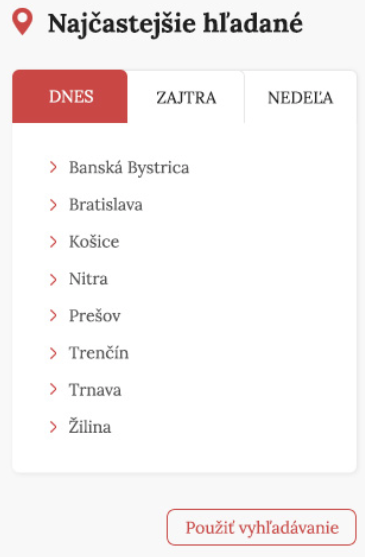 Najčastejšie hľadané
DNES
ZAJTRA
NEDEĽA
Banská Bystrica
Bratislava
Košice
Nitra
Prešov
Trenčín
Trnava
Žilina
Použiť vyhľadávanie